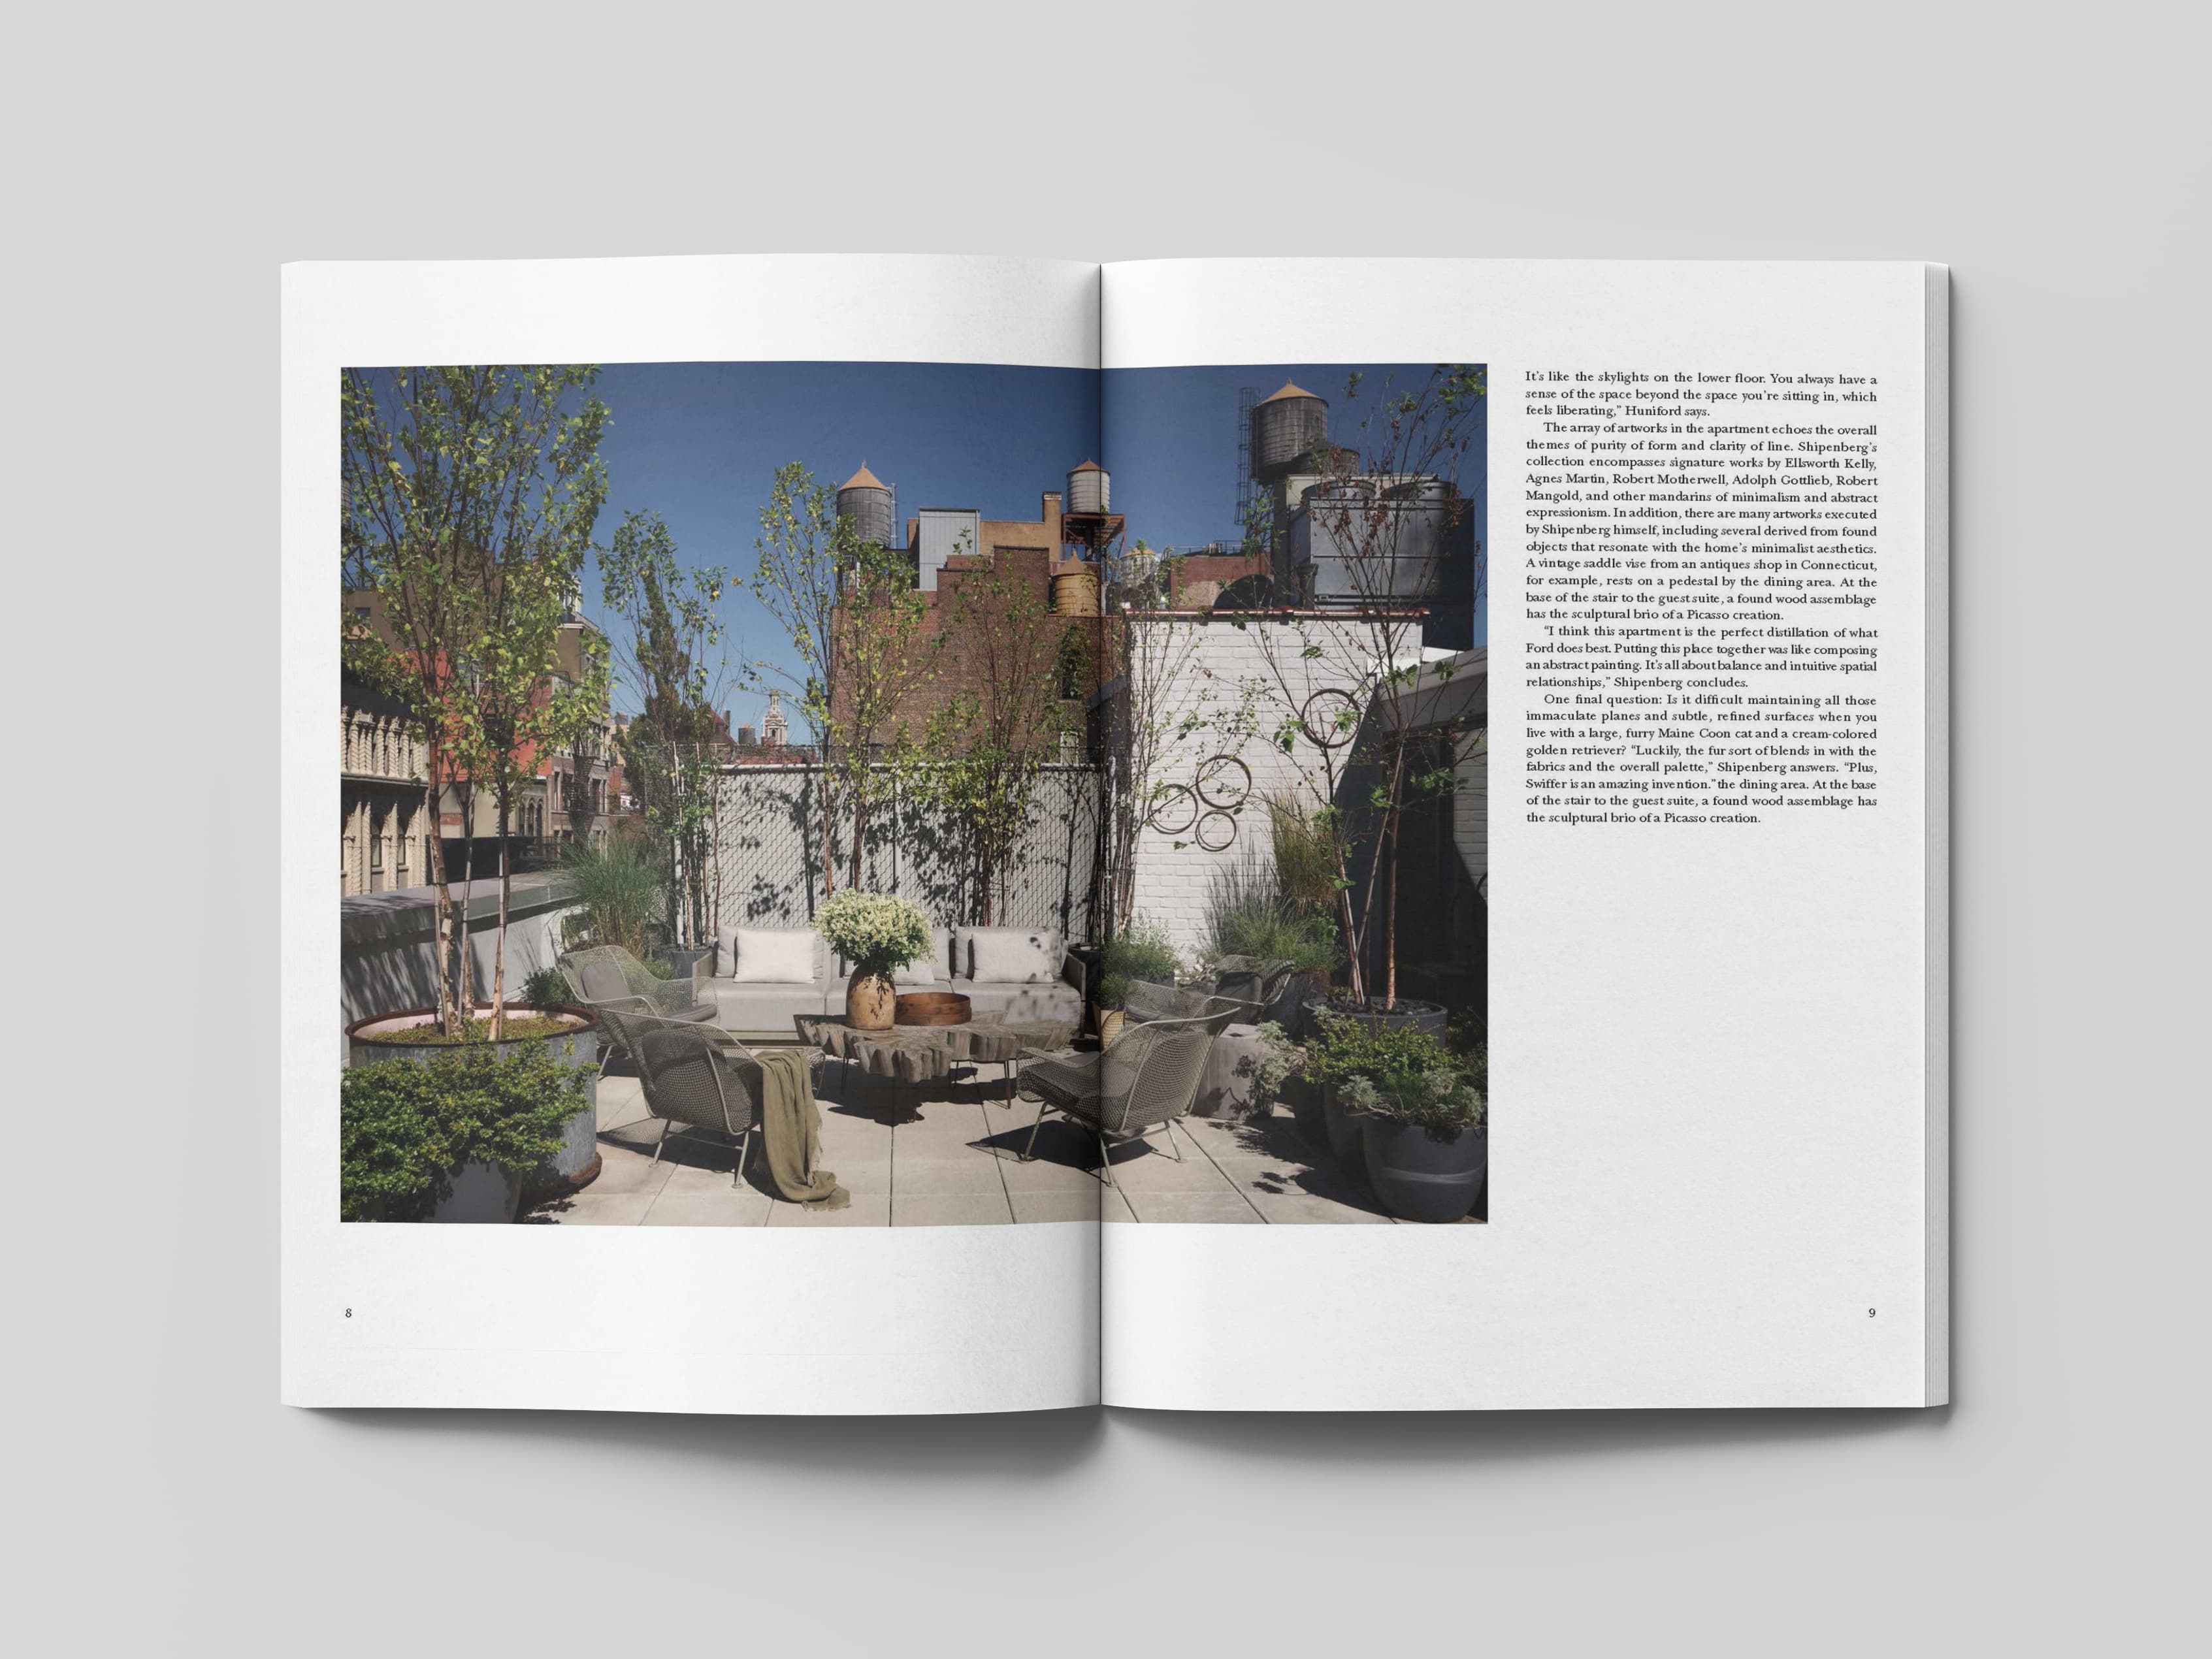 It's like the skylights on the lower floor. You always have a
sense of the space beyond the space you're sitting in, which
feels liberating," Huniford says.
The array of artworks in the apartment echoes the overall
themes of purity of form and clarity of line. Shipenberg's
collection encompasses signature works by Ellsworth Kelly,
Agnes Martin, Robert Motherwell, Adolph Gottlieb, Robert
Mangold, and other mandarins of minimalism and abstract
expressionism. In addition, there are many artworks executed
by Shipenberg himself, including several derived from found
objects that resonate with the home's minimalist aesthetics.
A vintage saddle vise from an antiques shop in Connecticut,
for example, rests on a pedestal by the dining area. At the
base of the stair to the guest suite, a found wood assemblage
has the sculptural brio of a Picasso creation.
"I think this apartment is the perfect distillation of what
Ford does best. Putting this place together was like composing
an abstract painting. It's all about balance and intuitive spatial
relationships," Shipenberg concludes.
One final question: Is it difficult maintaining all those
immaculate planes and subtle, refined surfaces when you
live with a large, furry Maine Coon cat and a cream-colored
golden retriever? "Luckily, the fur sort of blends in with the
fabrics and the overall palette," Shipenberg answers. "Plus,
Swiffer is an amazing invention."the dining area. At the base
of the stair to the guest suite, a found wood assemblage has
the sculptural brio of a Picasso creation.
8
9